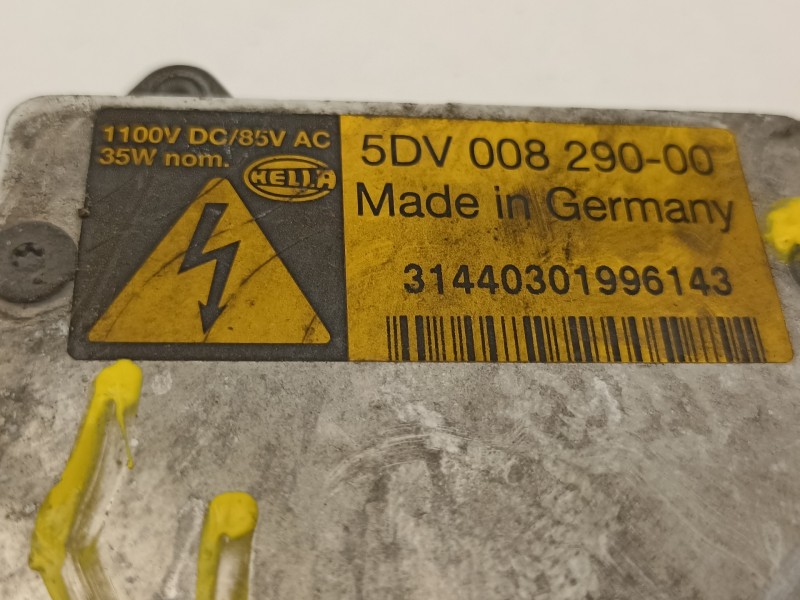 1100V DC/85V AC
35W nom.
HELLA
5DV 008 290-00
Made in Germany
31440301996143